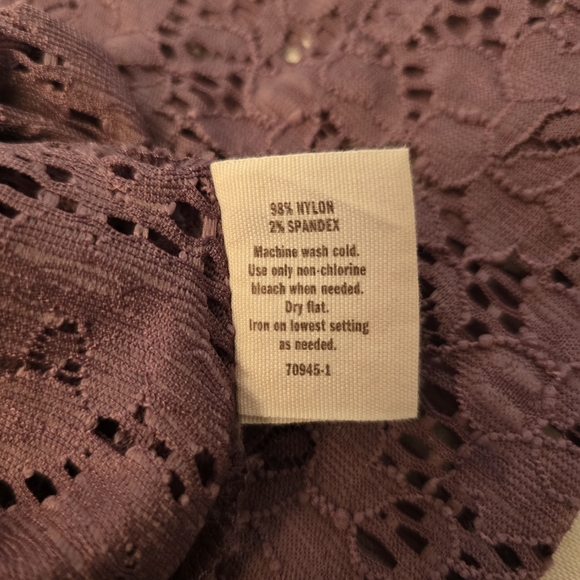 98% NYLON
2% SPANDEX
Machine wash cold.
Use only non-chlorine
bleach when needed.
Dry flat.
Iron on lowest setting
as needed.
70945-1